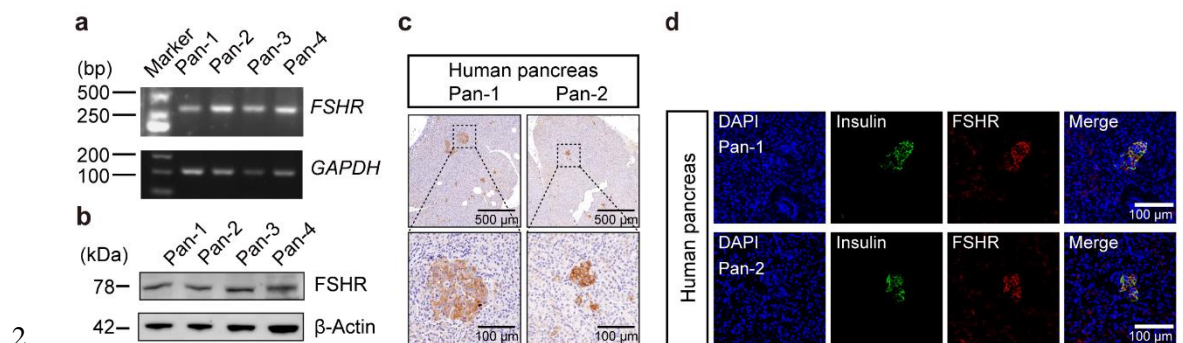 a
Marker
Pan-1
Pan-2
Pan-3
Pan-4
(bp)
500
250
FSHR
200
100
GAPDH
b
Pan-1
Pan-2
Pan-3
Pan-4
(kDa)
78
FSHR
42
β-Actin
2
c
Human pancreas
Pan-1 Pan-2
500 µm 500 µm
100 µm 100 µm
d
Human pancreas
DAPI Insulin FSHR Merge
Pan-1
100 µm
DAPI Insulin FSHR Merge
Pan-2
100 µm